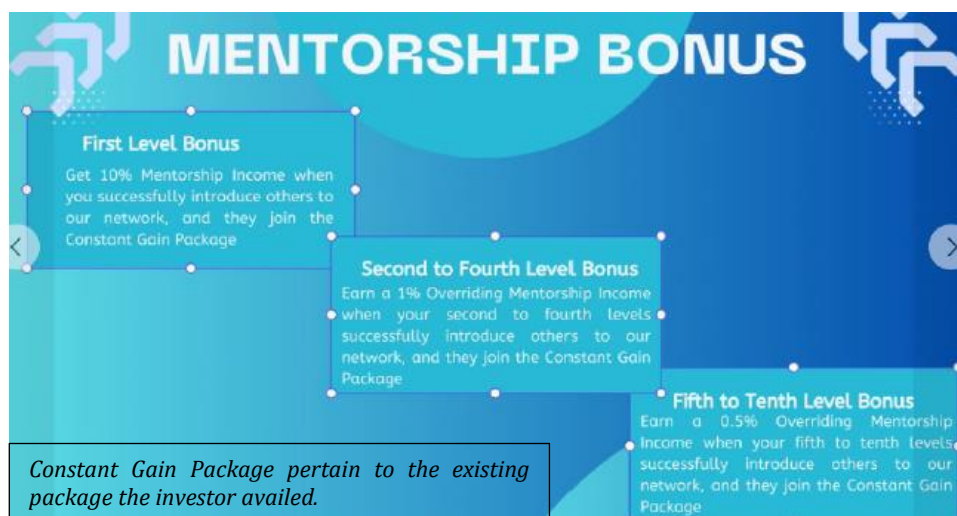 MENTORSHIP BONUS
First Level Bonus
Get 10% Mentorship Income when
you successfully introduce others to
our network, and they join the
Constant Gain Package
Second to Fourth Level Bonus
Earn a 1% Overriding Mentorship Income
when your second to fourth levels
successfully introduce others to our
network, and they join the Constant Gain
Package
Fifth to Tenth Level Bonus
Earn a 0.5% Overriding Mentorship
Income when your fifth to tenth levels
successfully introduce others to our
network, and they join the Constant Gain
Package
Constant Gain Package pertain to the existing
package the investor availed.